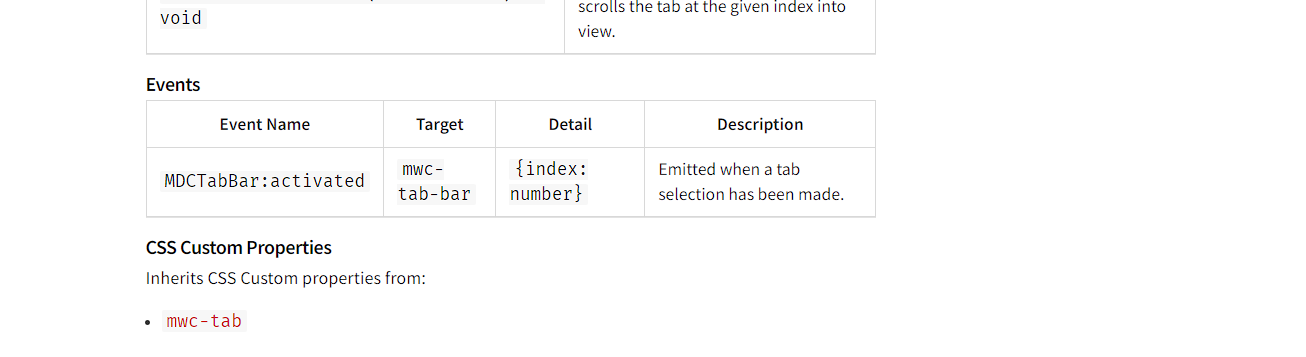 void
scrolls the tab at the given index into
view.
Events
Event Name Target Detail Description
MDCTabBar:activated
mwc-
tab-bar
{index:
number}
Emitted when a tab
selection has been made.
CSS Custom Properties
Inherits CSS Custom properties from:
• mwc-tab